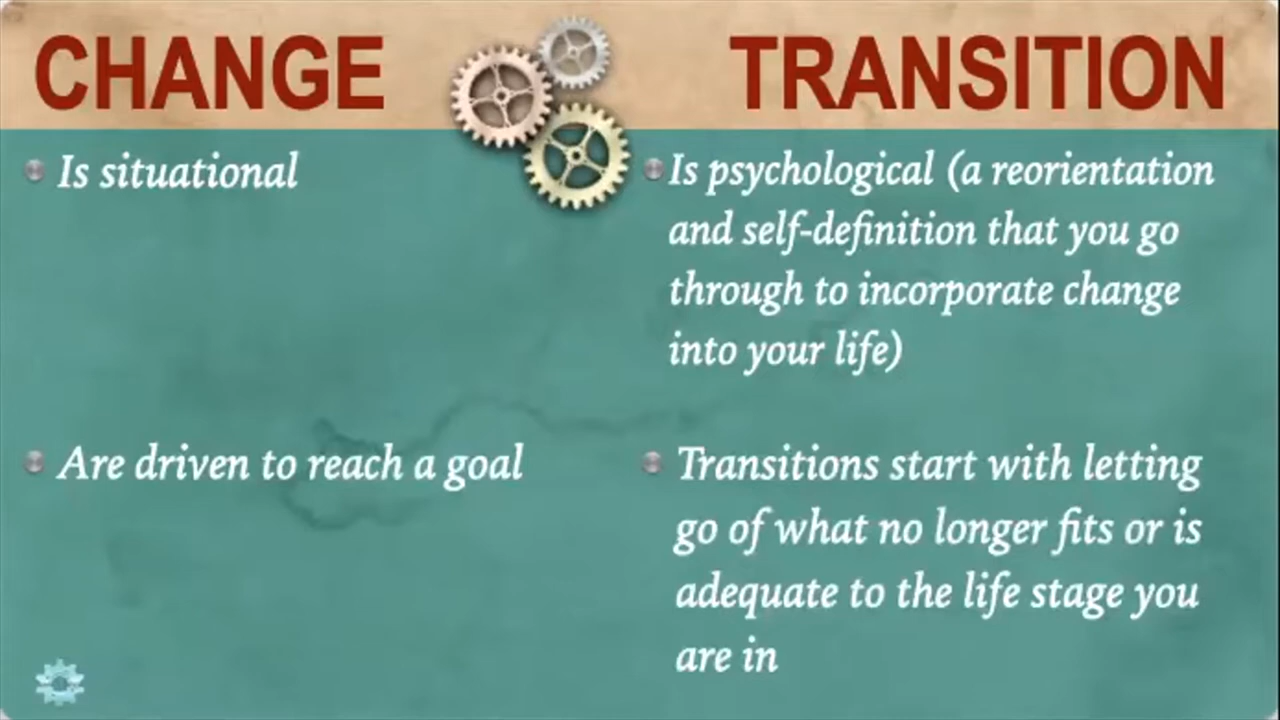 CHANGE
TRANSITION
Is situational
Is psychological (a reorientation
and self-definition that you go
through to incorporate change
into your life)
Are driven to reach a goal
Transitions start with letting
go of what no longer fits or is
adequate to the life stage you
are in